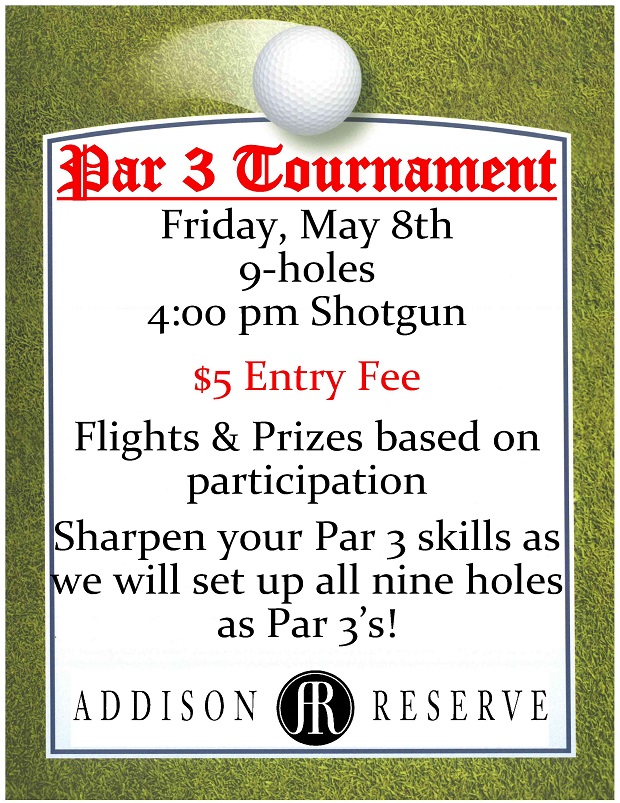 Par 3 Tournament
Friday, May 8th
9-holes
4:00 pm Shotgun
$5 Entry Fee
Flights & Prizes based on
participation
Sharpen your Par 3 skills as
we will set up all nine holes
as Par 3's!
ADDISON AR RESERVE